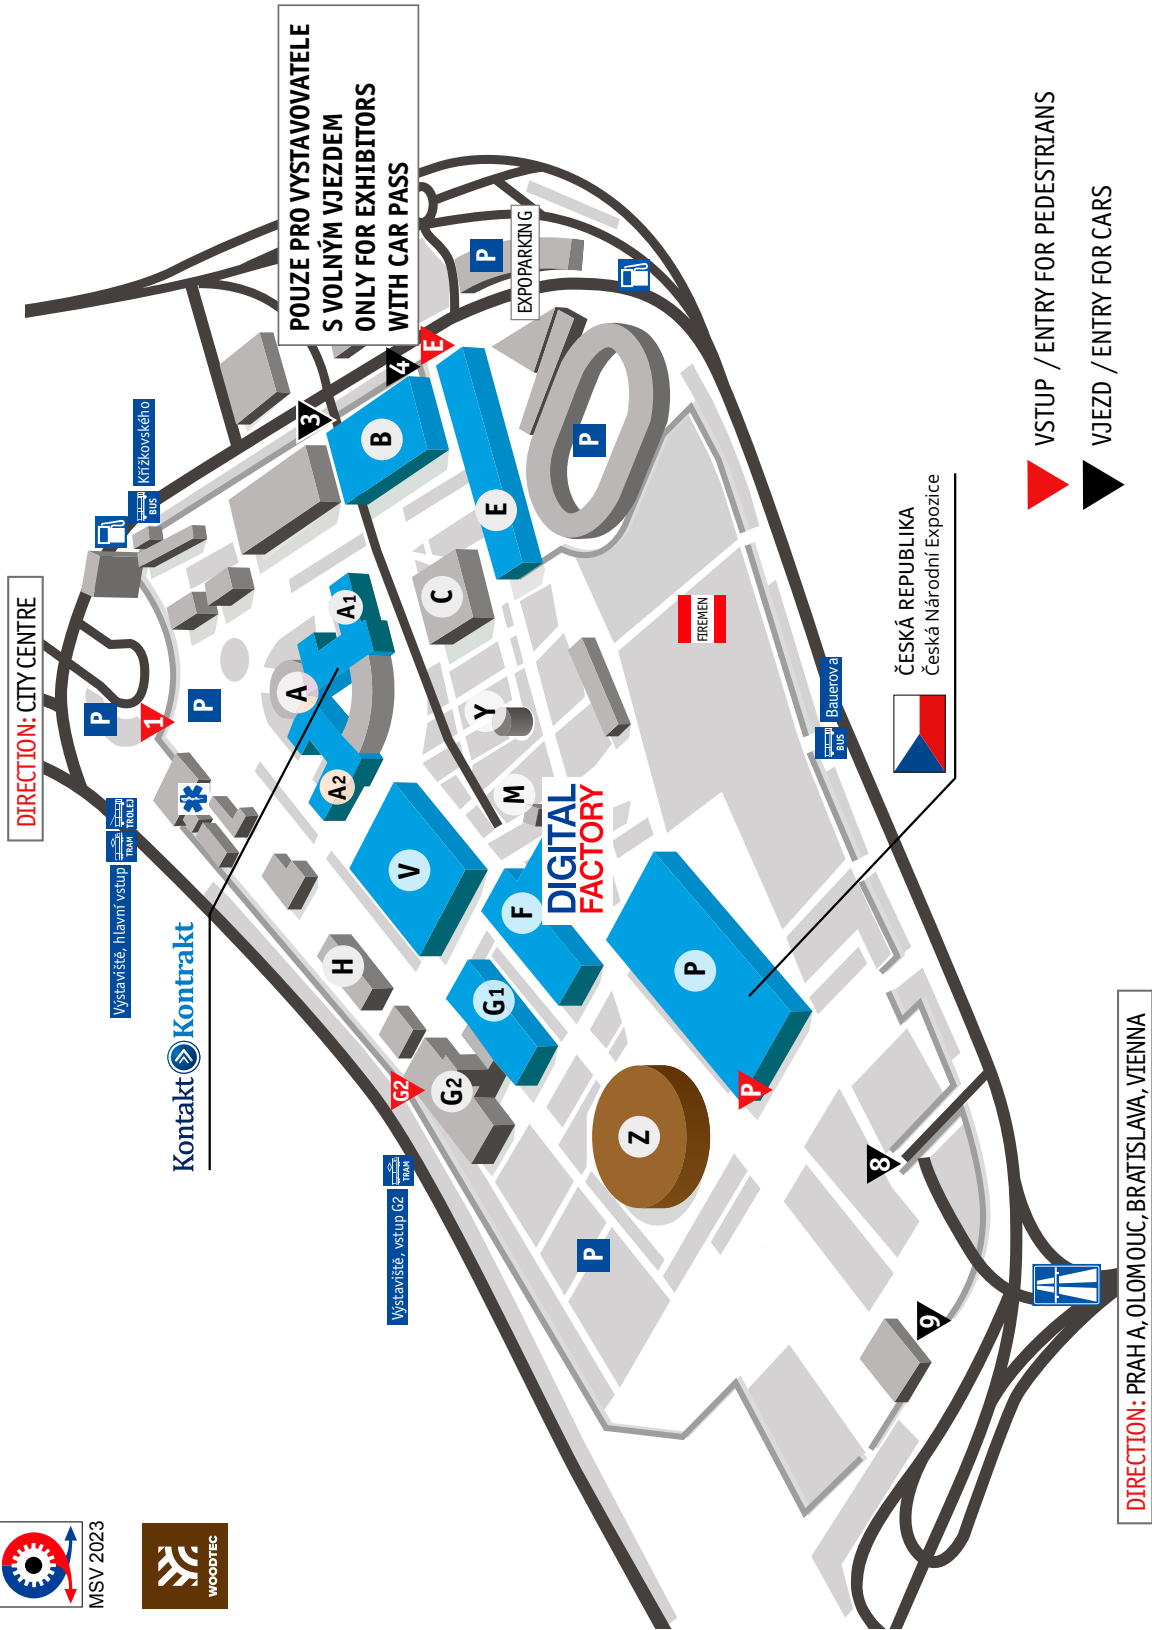 MSV 2023
WOODTEC
DIRECTION: CITY CENTRE
Výstaviště, hlavní vstup
TRAM
TROLEJ
Kontakt Kontrakt
P
1
P
BUS
Křížkovského
POUZE PRO VYSTAVOVATELE
S VOLNÝM VJEZDEM
ONLY FOR EXHIBITORS
WITH CAR PASS
3
4
E
P
EXPOPARKING
B
E
P
C
A
A1
A2
Y
M
V
H
F
DIGITAL
FACTORY
G1
G2
G2
Výstaviště, vstup G2
TRAM
Z
P
P
P
FIREMEN
BUS
Bauerova
ČESKÁ REPUBLIKA
Česká Národní Expozice
8
9
VSTUP / ENTRY FOR PEDESTRIANS
VJEZD / ENTRY FOR CARS
DIRECTION: PRAHA, OLOMOUC, BRATISLAVA, VIENNA